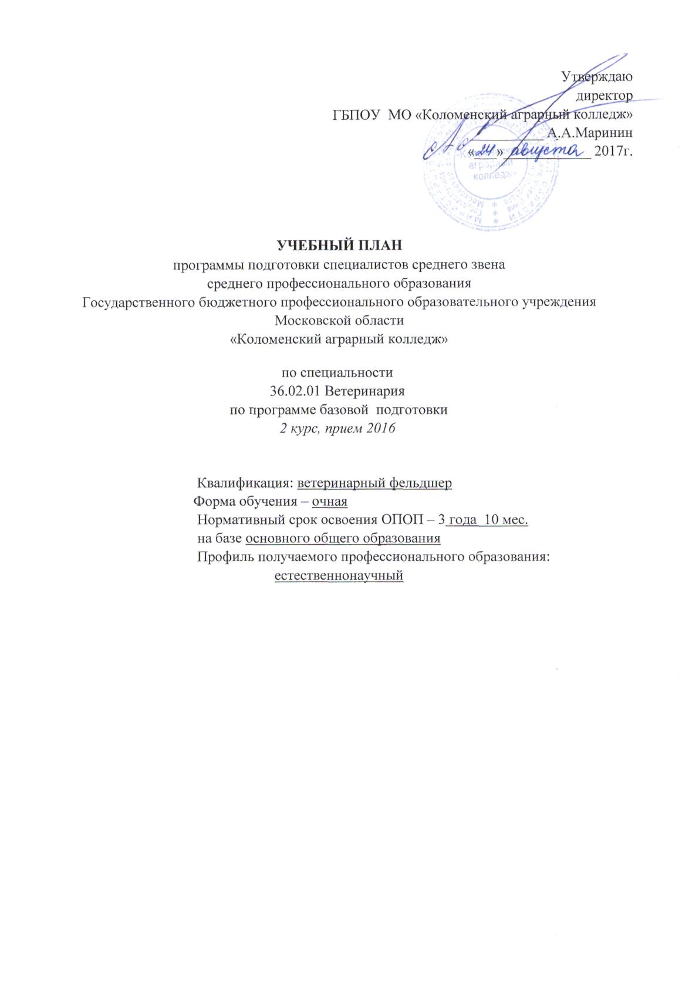 Утверждаю
директор
ГБПОУ МО «Коломенский аграрный колледж»
____________ А.А.Маринин
«24» августа 2017г.
аграрный
колледж»
УЧЕБНЫЙ ПЛАН
программы подготовки специалистов среднего звена
среднего профессионального образования
Государственного бюджетного профессионального образовательного учреждения
Московской области
«Коломенский аграрный колледж»
по специальности
36.02.01 Ветеринария
по программе базовой подготовки
2 курс, прием 2016
Квалификация: ветеринарный фельдшер
Форма обучения – очная
Нормативный срок освоения ОПОП – 3 года 10 мес.
на базе основного общего образования
Профиль получаемого профессионального образования:
естественнонаучный